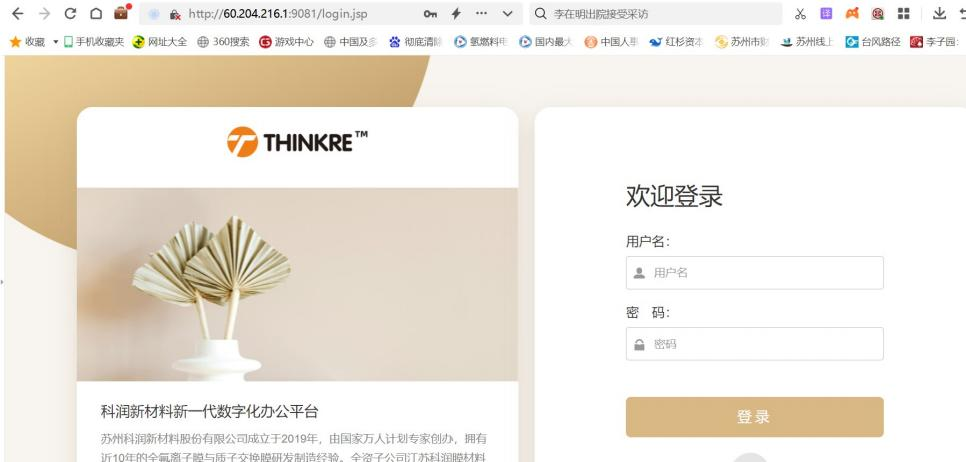 http://60.204.216.1:9081/login.jsp
李在明出院接受采访
收藏 手机收藏夹 网址大全 360搜索 游戏中心 中国及 彻底清除 氢燃料电 国内最大 中国人 红杉资本 苏州市 苏州线上 台风路径 李子园:
THINKRE™
欢迎登录
用户名:
用户名
密 码:
密码
登录
科润新材料新一代数字化办公平台
苏州科润新材料股份有限公司成立于2019年，由国家万人计划专家创办，拥有
近10年的全氟离子膜与质子交换膜研发制造经验。全资子公司江苏科润膜材料